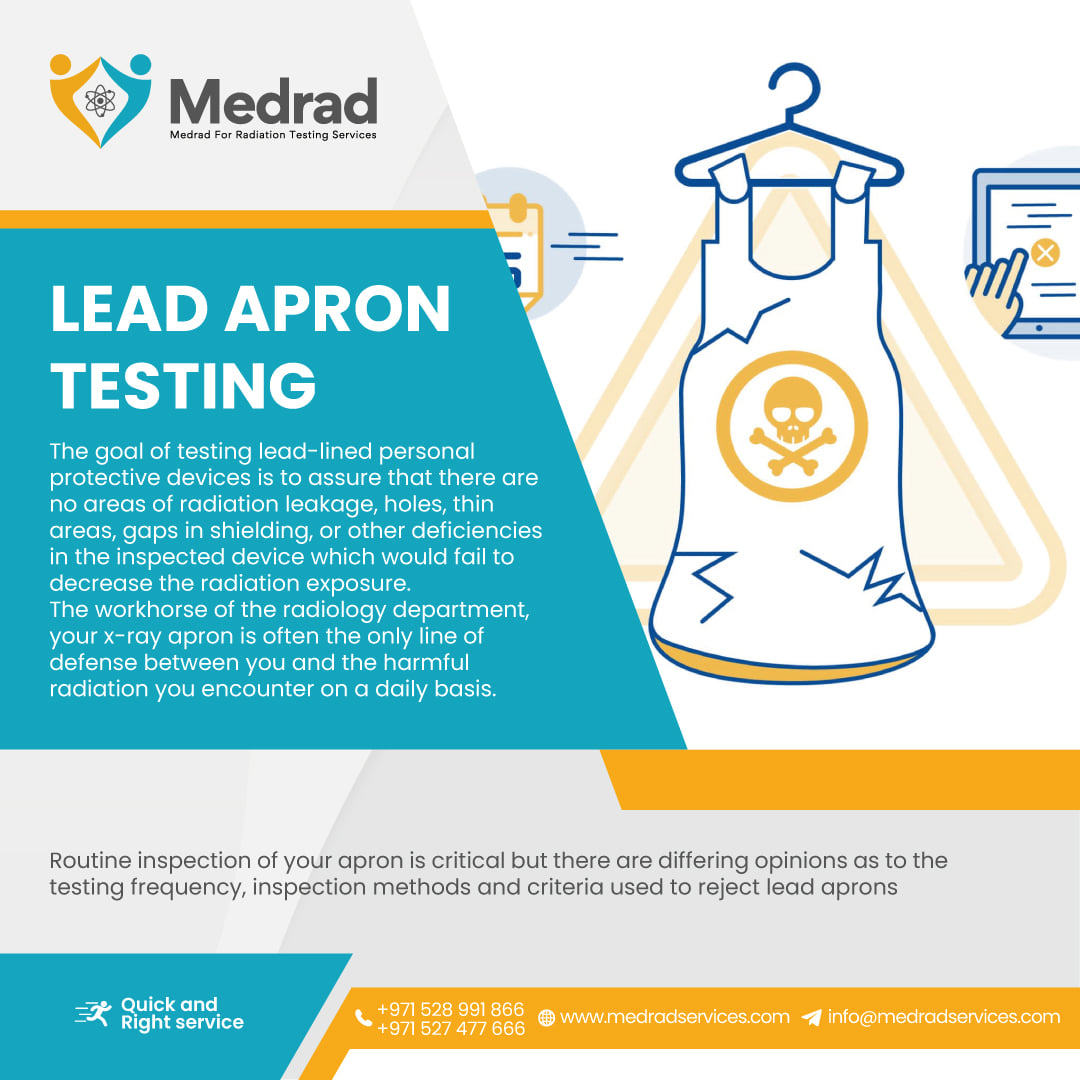 Medrad
Medrad For Radiation Testing Services
LEAD APRON
TESTING
The goal of testing lead-lined personal
protective devices is to assure that there are
no areas of radiation leakage, holes, thin
areas, gaps in shielding, or other deficiencies
in the inspected device which would fail to
decrease the radiation exposure.
The workhorse of the radiology department,
your x-ray apron is often the only line of
defense between you and the harmful
radiation you encounter on a daily basis.
Routine inspection of your apron is critical but there are differing opinions as to the
testing frequency, inspection methods and criteria used to reject lead aprons
Quick and
Right service
+971 528 991 866
+971 527 477 666
www.medradservices.com
info@medradservices.com